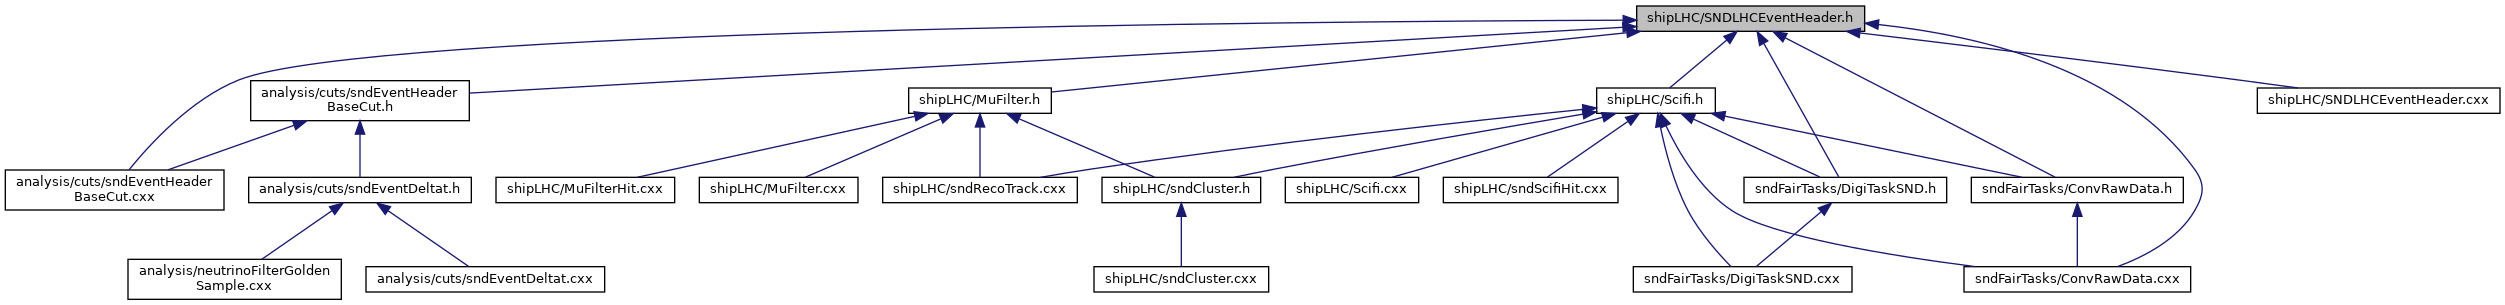 shipLHC/SNDLHCEventHeader.h
analysis/cuts/sndEventHeader
BaseCut.h
shipLHC/MuFilter.h
shipLHC/Scifi.h
shipLHC/SNDLHCEventHeader.cxx
analysis/cuts/sndEventHeader
BaseCut.cxx
analysis/cuts/sndEventDeltat.h
shipLHC/MuFilterHit.cxx
shipLHC/MuFilter.cxx
shipLHC/sndRecoTrack.cxx
shipLHC/sndCluster.h
shipLHC/Scifi.cxx
shipLHC/sndScifiHit.cxx
sndFairTasks/DigiTaskSND.h
sndFairTasks/ConvRawData.h
analysis/neutrinoFilterGolden
Sample.cxx
analysis/cuts/sndEventDeltat.cxx
shipLHC/sndCluster.cxx
sndFairTasks/DigiTaskSND.cxx
sndFairTasks/ConvRawData.cxx